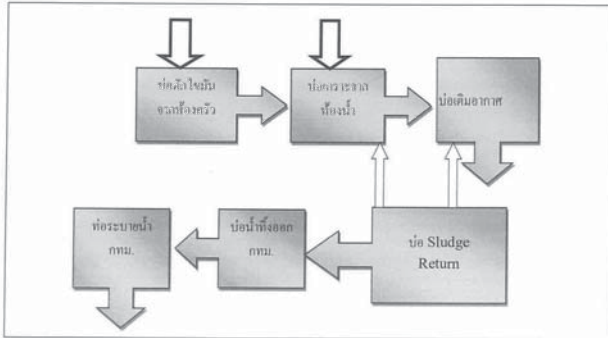 บ่อดักไขมัน
จากห้องครัว
บ่อเกรอะจาก
ห้องน้ำ
บ่อเติมอากาศ
ท่อระบายน้ำ
กทม.
บ่อน้ำทิ้งออก
กทม.
บ่อ Sludge
Return